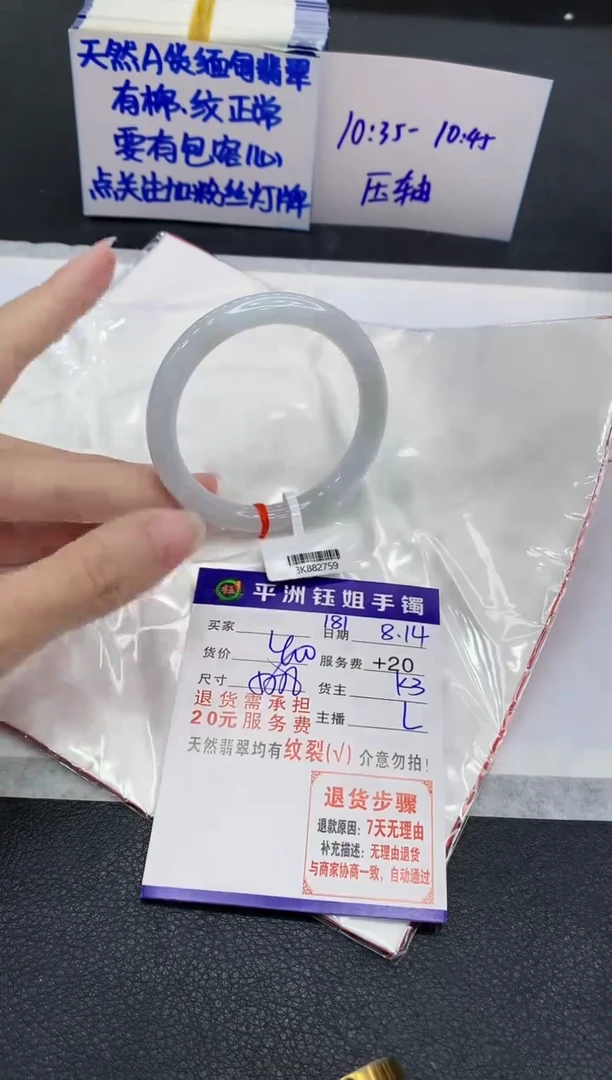 天然A货缅甸翡翠
有棉、纹正常
要有包容心
点关注加粉丝灯牌
10:35-10:45
压轴
3K882759
平洲钰姐手镯
买家
181
日期 8.14
货价 400
服务费 +20
尺寸
货主 K3
退货需承担
20元服务费
主播 L
天然翡翠均有纹裂(√) 介意勿拍!
退货步骤
退款原因:7天无理由
补充描述:无理由退货
与商家协商一致,自动通过